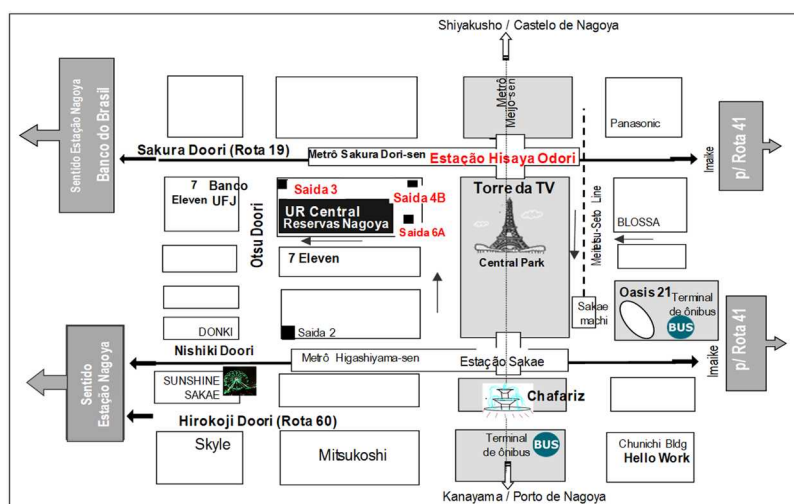 Shiyakusho / Castelo de Nagoya
Sentido Estação Nagoya
Banco do Brasil
Metrô
Meijo-sen
Panasonic
Sakura Doori (Rota 19)
Metrô Sakura Dori-sen
Estação Hisaya Odori
Imaike
p/ Rota 41
7
Eleven
Banco
UFJ
Otsu Doori
Saida 3
Saida 4B
UR Central
Reservas Nagoya
Saida 6A
Torre da TV
Central Park
Meitetsu-Seto Line
BLOSSA
7 Eleven
Oasis 21
Terminal
de ônibus
BUS
Sakae
machi
DONKI
Saida 2
Nishiki Doori
Metrô Higashiyama-sen
Estação Sakae
Imaike
p/ Rota 41
Sentido
Estação Nagoya
SUNSHINE
SAKAE
Chafariz
Hirokoji Doori (Rota 60)
Skyle
Mitsukoshi
Terminal
de ônibus
BUS
Chunichi Bldg
Hello Work
Kanayama / Porto de Nagoya